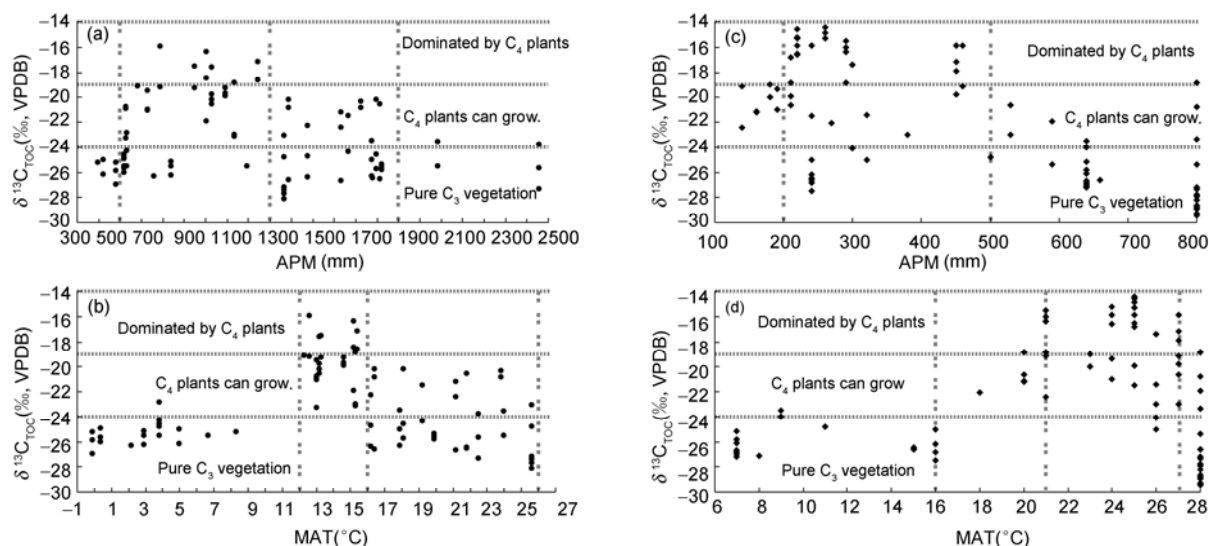 (a)
Dominated by C₄ plants
C₄ plants can grow.
Pure C₃ vegetation
δ ¹³C_TOC(‰, VPDB)
−14
−16
−18
−20
−22
−24
−26
−28
−30
300 500 700 900 1100 1300 1500 1700 1900 2100 2300 2500
APM (mm)
(c)
Dominated by C₄ plants
C₄ plants can grow.
Pure C₃ vegetation
δ ¹³C_TOC(‰, VPDB)
−14
−16
−18
−20
−22
−24
−26
−28
−30
100 200 300 400 500 600 700 800
APM (mm)
(b)
Dominated by C₄ plants
C₄ plants can grow.
Pure C₃ vegetation
δ ¹³C_TOC(‰, VPDB)
−14
−16
−18
−20
−22
−24
−26
−28
−30
−1 1 3 5 7 9 11 13 15 17 19 21 23 25 27
MAT(°C)
(d)
Dominated by C₄ plants
C₄ plants can grow
Pure C₃ vegetation
δ ¹³C_TOC(‰, VPDB)
−14
−16
−18
−20
−22
−24
−26
−28
−30
6 8 10 12 14 16 18 20 22 24 26 28
MAT(°C)